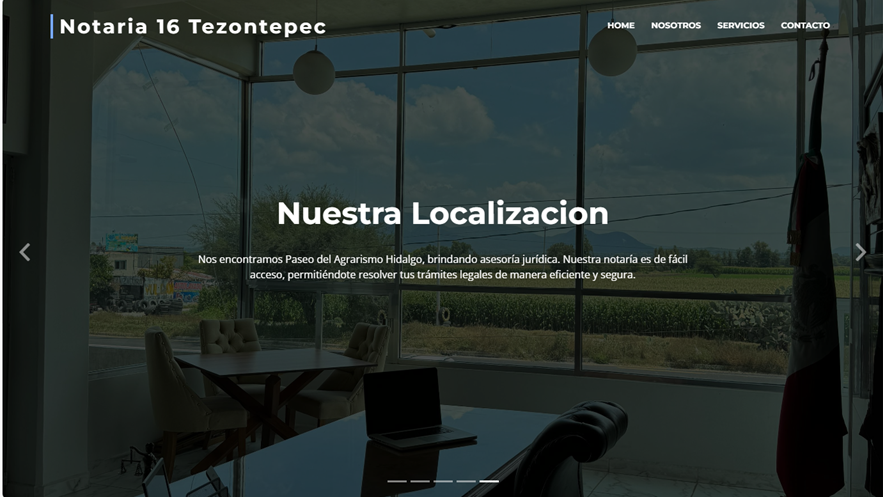 Notaria 16 Tezontepec
HOME NOSOTROS SERVICIOS CONTACTO
Nuestra Localizacion
Nos encontramos Paseo del Agrarismo Hidalgo, brindando asesoría jurídica. Nuestra notaría es de fácil
acceso, permitiéndote resolver tus trámites legales de manera eficiente y segura.